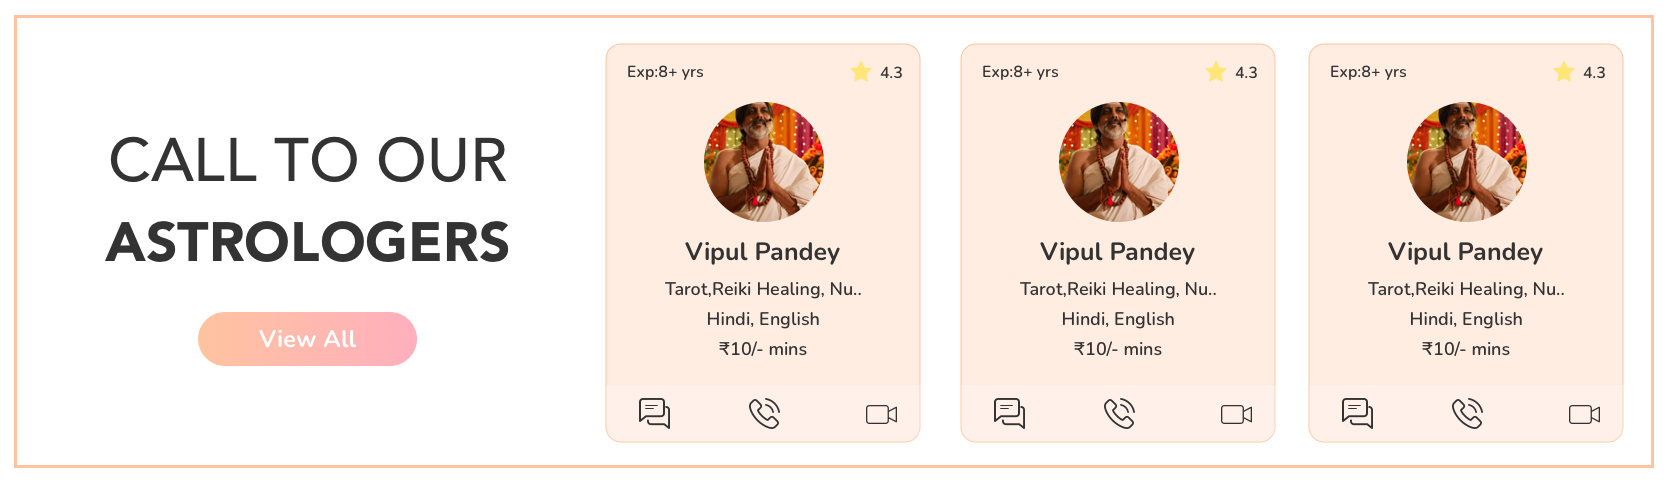 CALL TO OUR
ASTROLOGERS
View All
Exp:8+ yrs
4.3
Vipul Pandey
Tarot,Reiki Healing, Nu..
Hindi, English
₹10/- mins
Exp:8+ yrs
4.3
Vipul Pandey
Tarot,Reiki Healing, Nu..
Hindi, English
₹10/- mins
Exp:8+ yrs
4.3
Vipul Pandey
Tarot,Reiki Healing, Nu..
Hindi, English
₹10/- mins